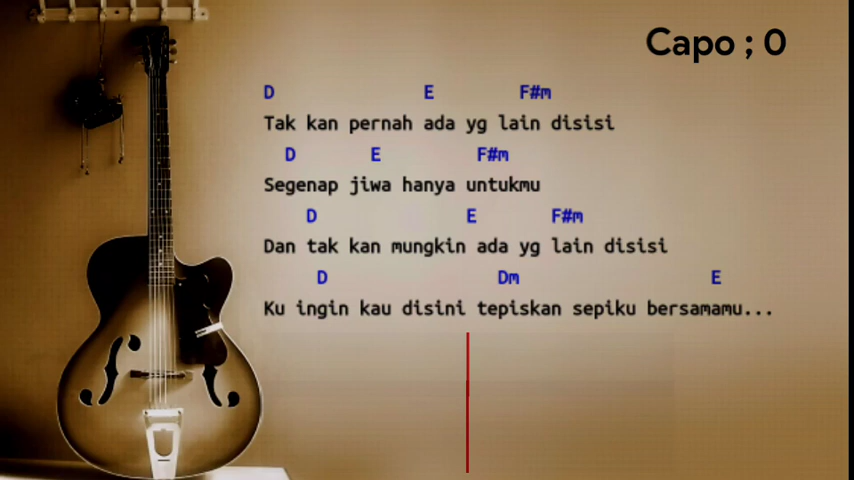 Capo ; 0
D E F#m
Tak kan pernah ada yg lain disisi
D E F#m
Segenap jiwa hanya untukmu
D E F#m
Dan tak kan mungkin ada yg lain disisi
D Dm E
Ku ingin kau disini tepiskan sepiku bersamamu...